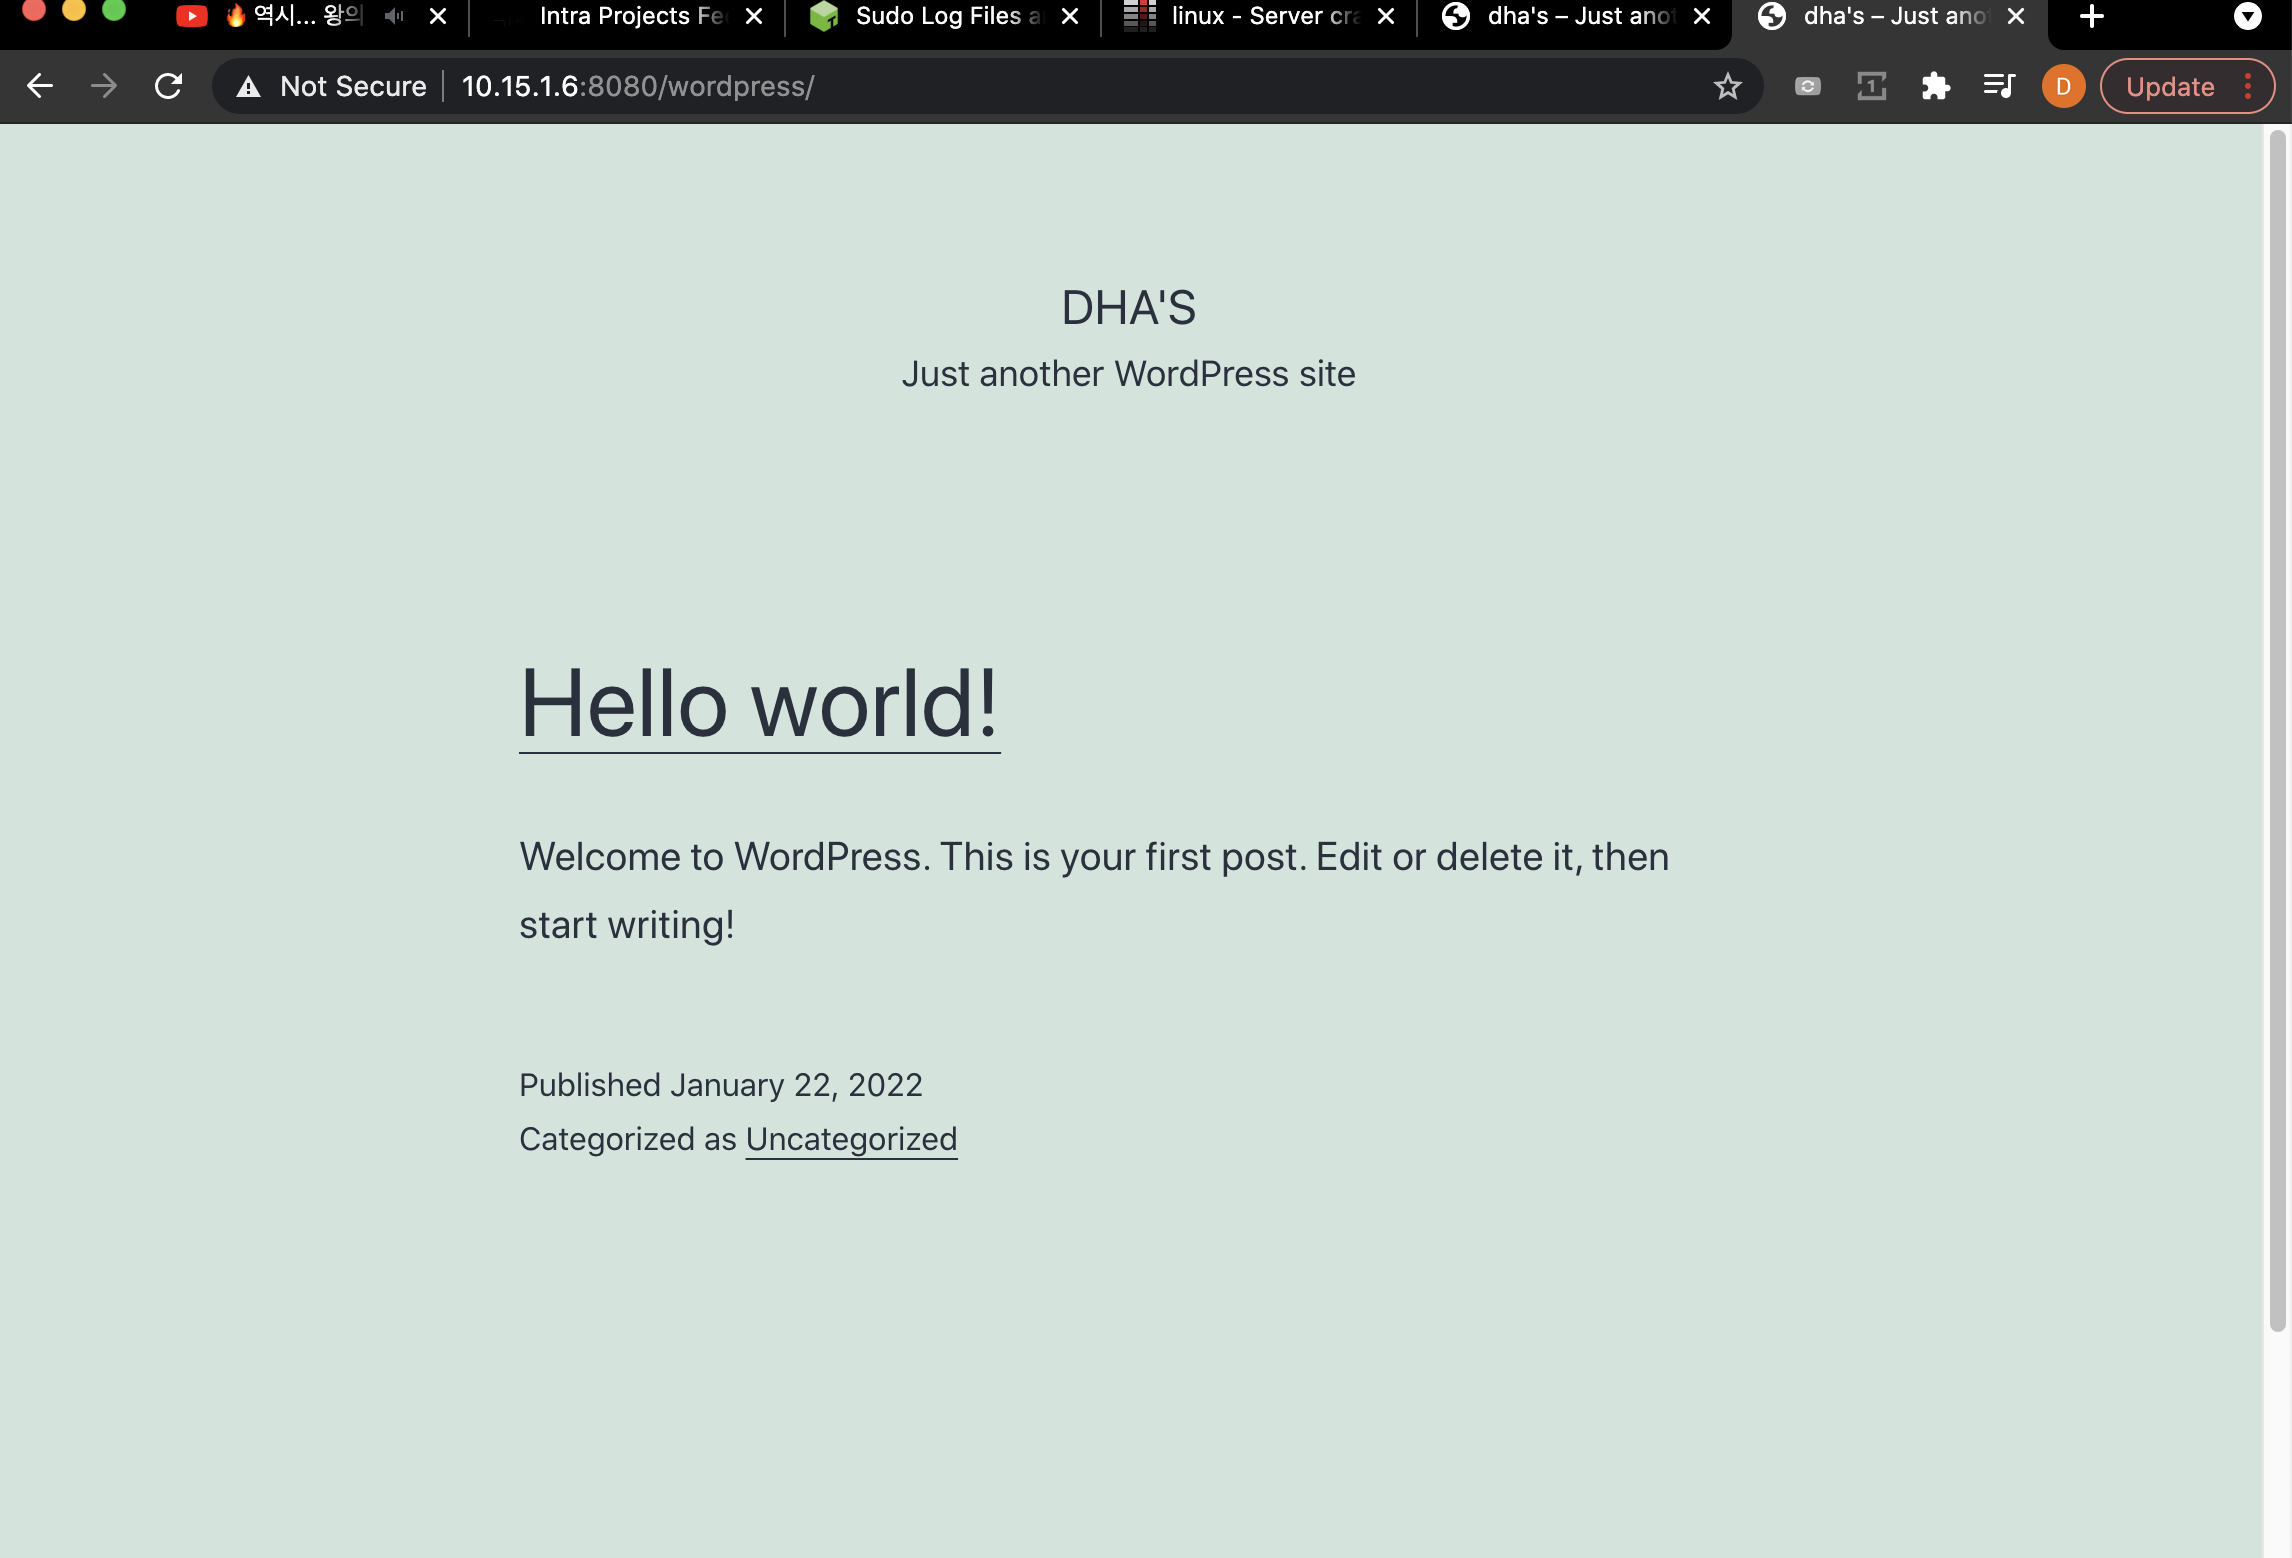 역시... 왕의
Intra Projects Fe
Sudo Log Files a
linux - Server cra
dha's – Just anot
dha's – Just anot
Not Secure
10.15.1.6:8080/wordpress/
D
Update
DHA'S
Just another WordPress site
Hello world!
Welcome to WordPress. This is your first post. Edit or delete it, then
start writing!
Published January 22, 2022
Categorized as Uncategorized